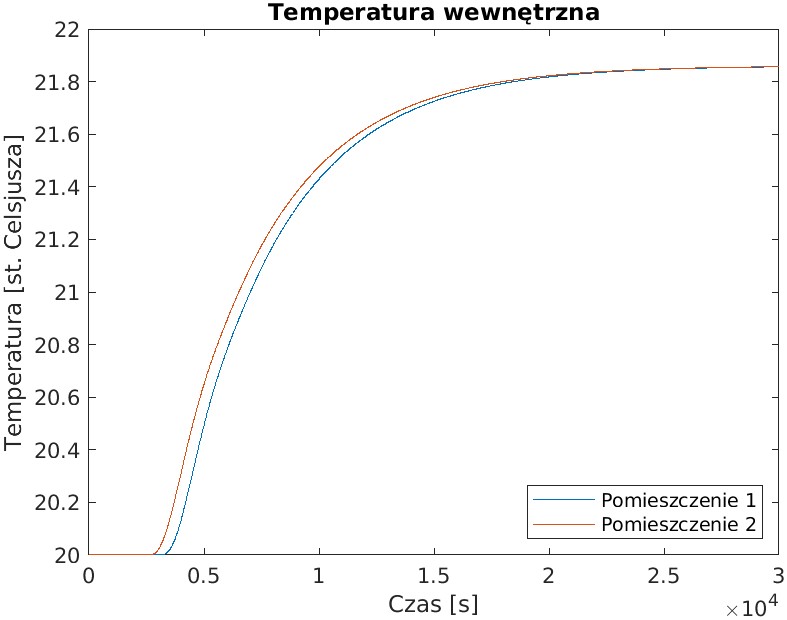 Temperatura wewnętrzna
Temperatura [st. Celsjusza]
22
21.8
21.6
21.4
21.2
21
20.8
20.6
20.4
20.2
20
0 0.5 1 1.5 2 2.5 3
×10⁴
Czas [s]
Pomieszczenie 1
Pomieszczenie 2